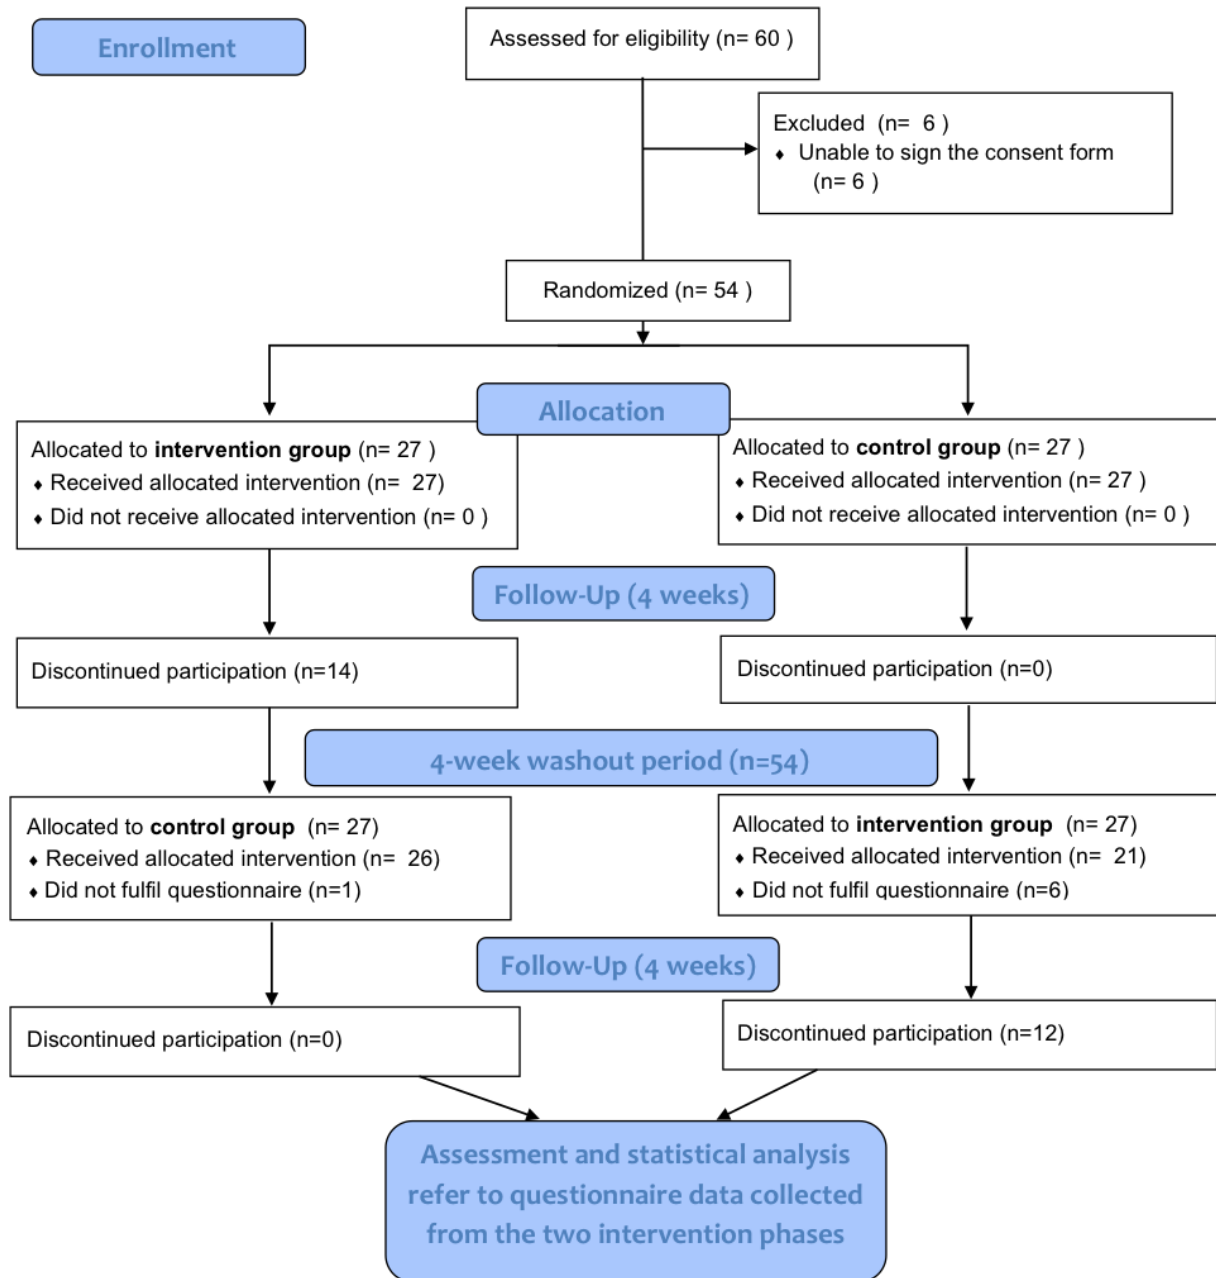 Enrollment
Assessed for eligibility (n= 60 )
Excluded (n= 6 )
♦ Unable to sign the consent form
(n= 6 )
Randomized (n= 54 )
Allocation
Allocated to intervention group (n= 27 )
♦ Received allocated intervention (n= 27)
♦ Did not receive allocated intervention (n= 0 )
Allocated to control group (n= 27 )
♦ Received allocated intervention (n= 27 )
♦ Did not receive allocated intervention (n= 0 )
Follow-Up (4 weeks)
Discontinued participation (n=14)
Discontinued participation (n=0)
4-week washout period (n=54)
Allocated to control group (n= 27)
♦ Received allocated intervention (n= 26)
♦ Did not fulfil questionnaire (n=1)
Allocated to intervention group (n= 27)
♦ Received allocated intervention (n= 21)
♦ Did not fulfil questionnaire (n=6)
Follow-Up (4 weeks)
Discontinued participation (n=0)
Discontinued participation (n=12)
Assessment and statistical analysis
refer to questionnaire data collected
from the two intervention phases